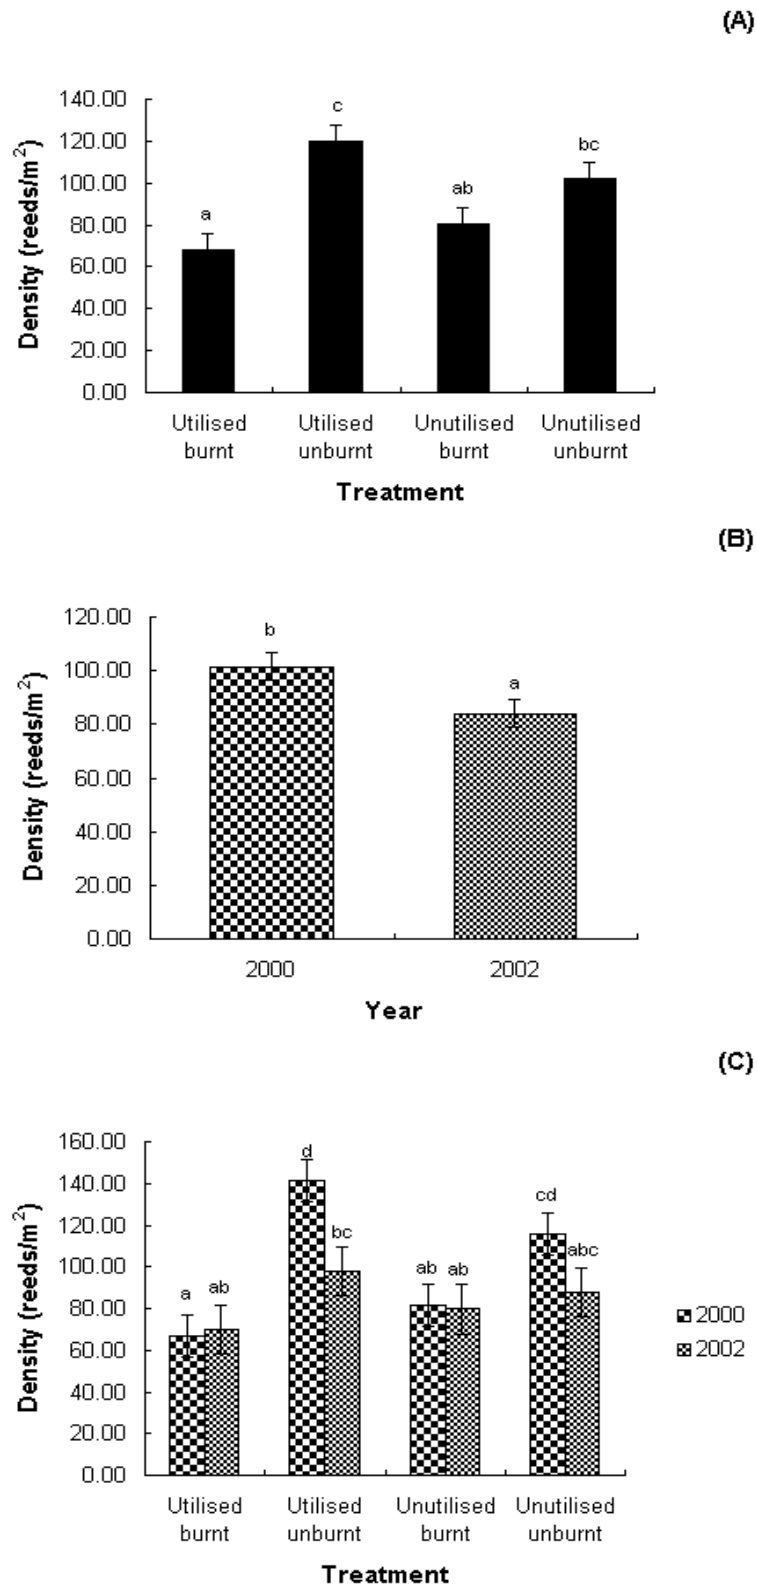 (A)
140.00
120.00
100.00
80.00
60.00
40.00
20.00
0.00
Density (reeds/m²)
a
c
ab
bc
Utilised burnt
Utilised unburnt
Unutilised burnt
Unutilised unburnt
Treatment
(B)
120.00
100.00
80.00
60.00
40.00
20.00
0.00
Density (reeds/m²)
b
a
2000
2002
Year
(C)
160.00
140.00
120.00
100.00
80.00
60.00
40.00
20.00
0.00
Density (reeds/m²)
a
ab
d
bc
ab
ab
cd
abc
2000
2002
Utilised burnt
Utilised unburnt
Unutilised burnt
Unutilised unburnt
Treatment